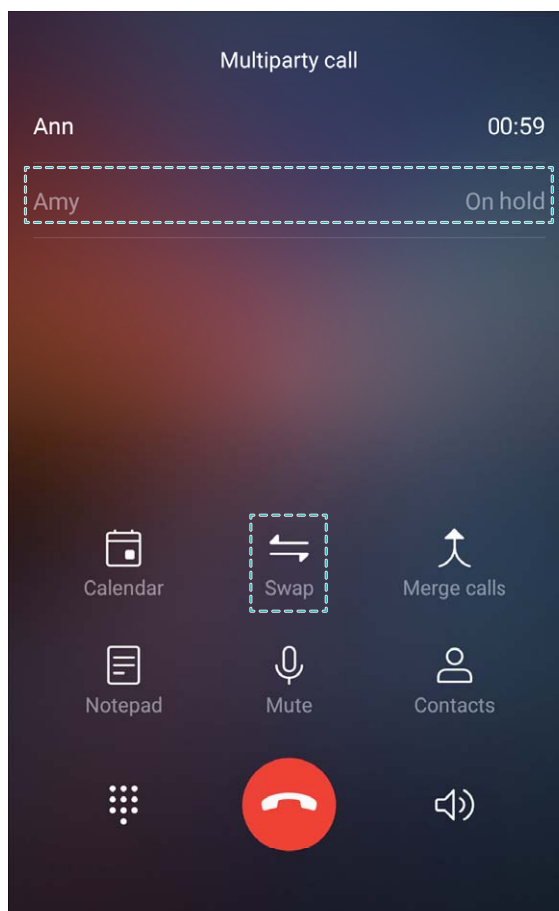 Multiparty call
Ann 00:59
Amy On hold
Calendar Swap Merge calls
Notepad Mute Contacts